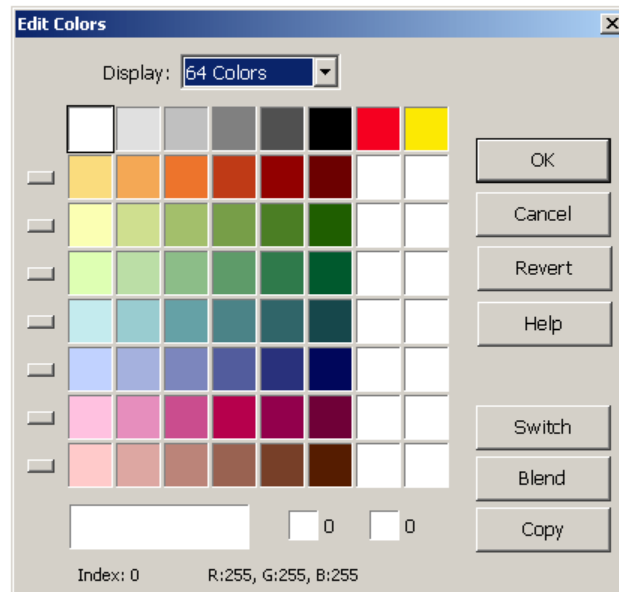 Edit Colors
Display: 64 Colors
OK
Cancel
Revert
Help
Switch
Blend
0 0
Copy
Index: 0 R:255, G:255, B:255